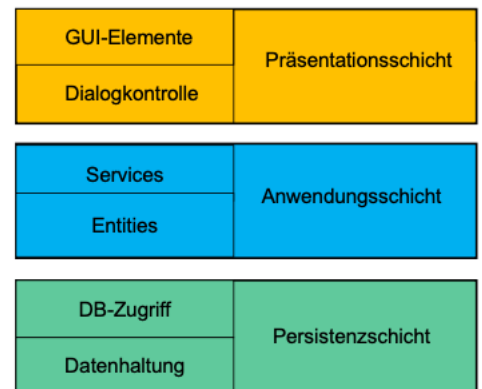 GUI-Elemente
Dialogkontrolle
Präsentationsschicht
Services
Entities
Anwendungsschicht
DB-Zugriff
Datenhaltung
Persistenzschicht